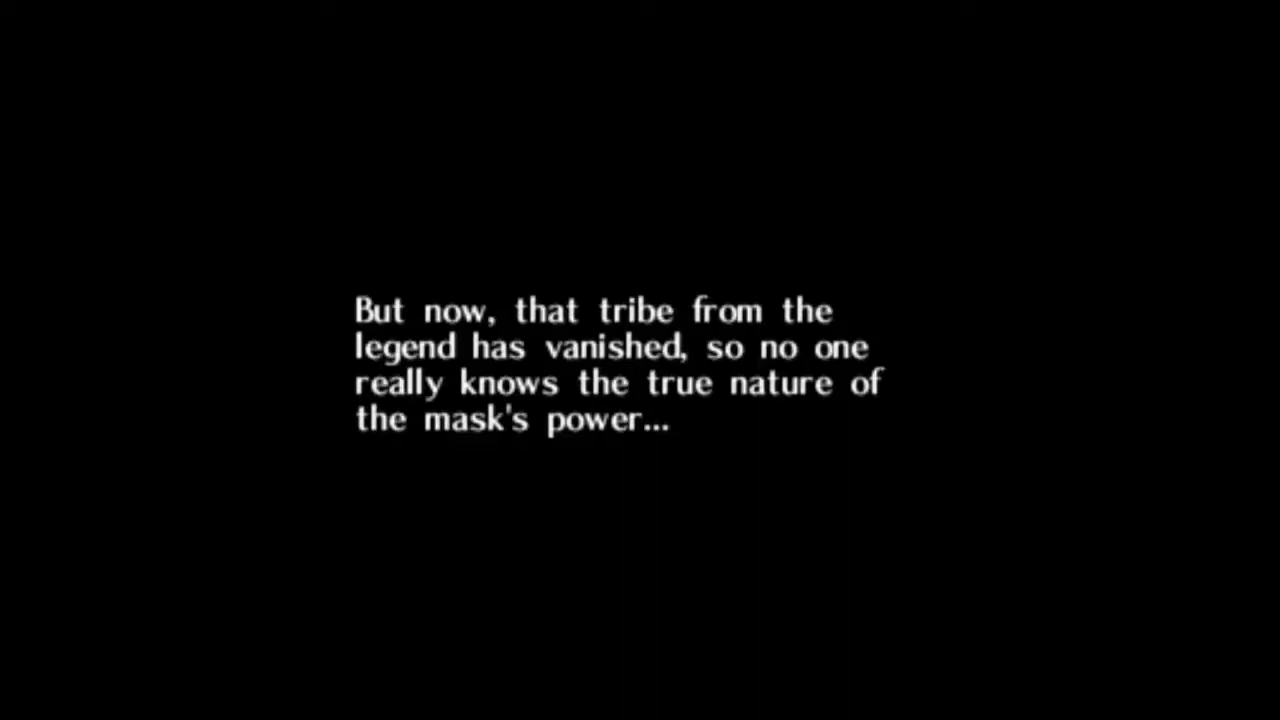 But now, that tribe from the
legend has vanished, so no one
really knows the true nature of
the mask's power...